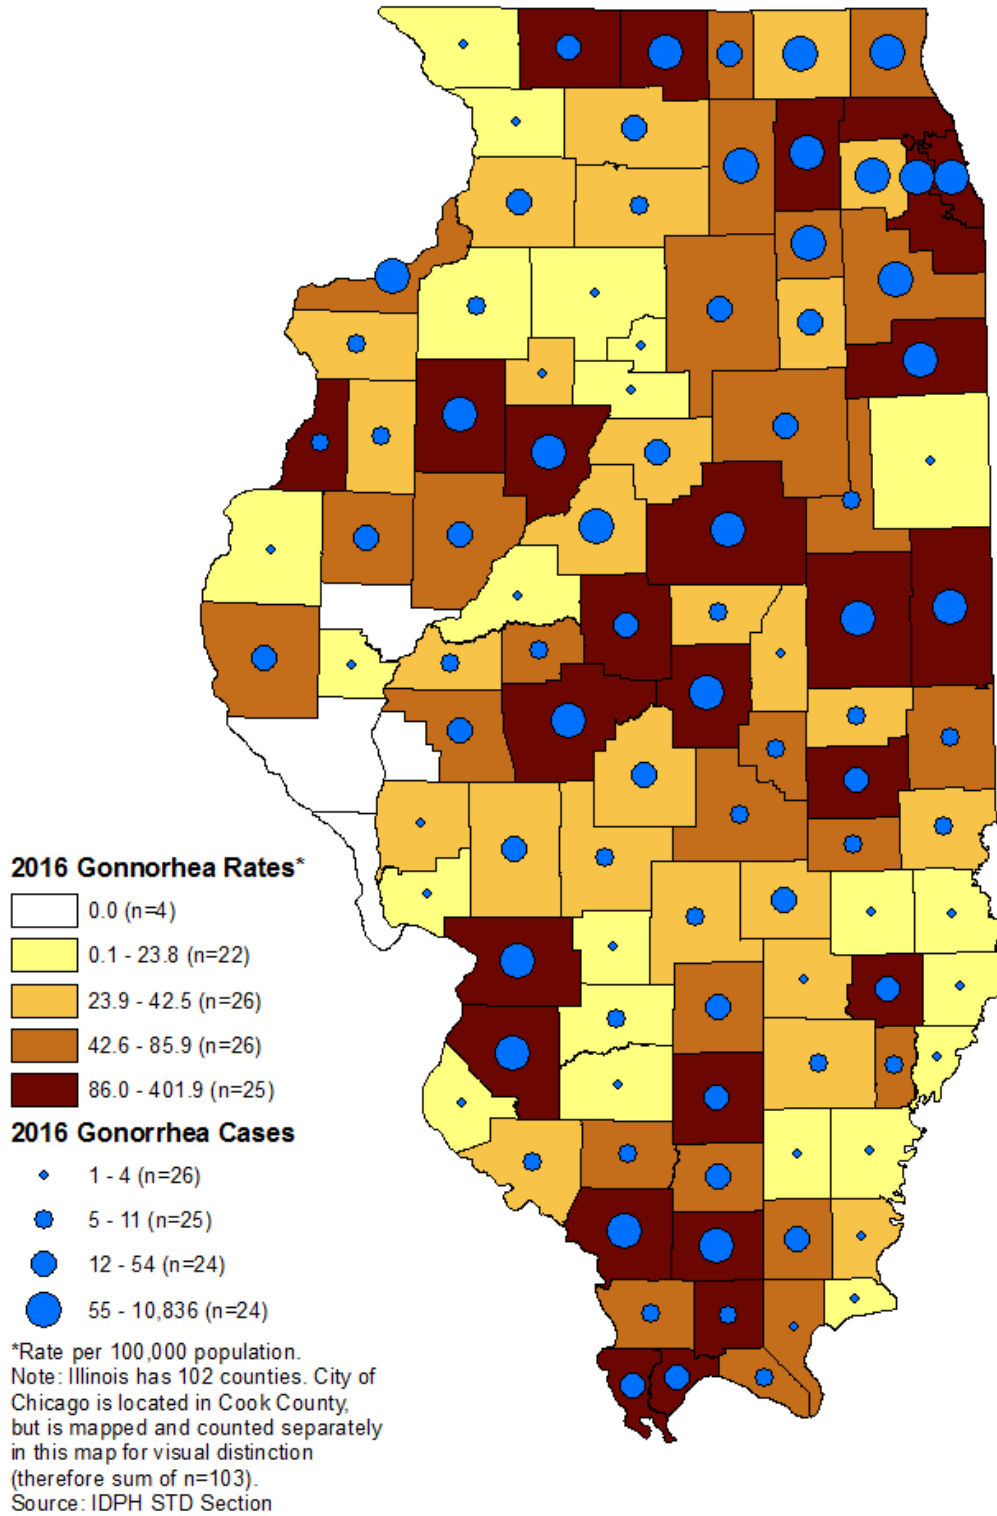 2016 Gonnorhea Rates*
0.0 (n=4)
0.1 - 23.8 (n=22)
23.9 - 42.5 (n=26)
42.6 - 85.9 (n=26)
86.0 - 401.9 (n=25)
2016 Gonorrhea Cases
1 - 4 (n=26)
5 - 11 (n=25)
12 - 54 (n=24)
55 - 10,836 (n=24)
*Rate per 100,000 population.
Note: Illinois has 102 counties. City of
Chicago is located in Cook County,
but is mapped and counted separately
in this map for visual distinction
(therefore sum of n=103).
Source: IDPH STD Section